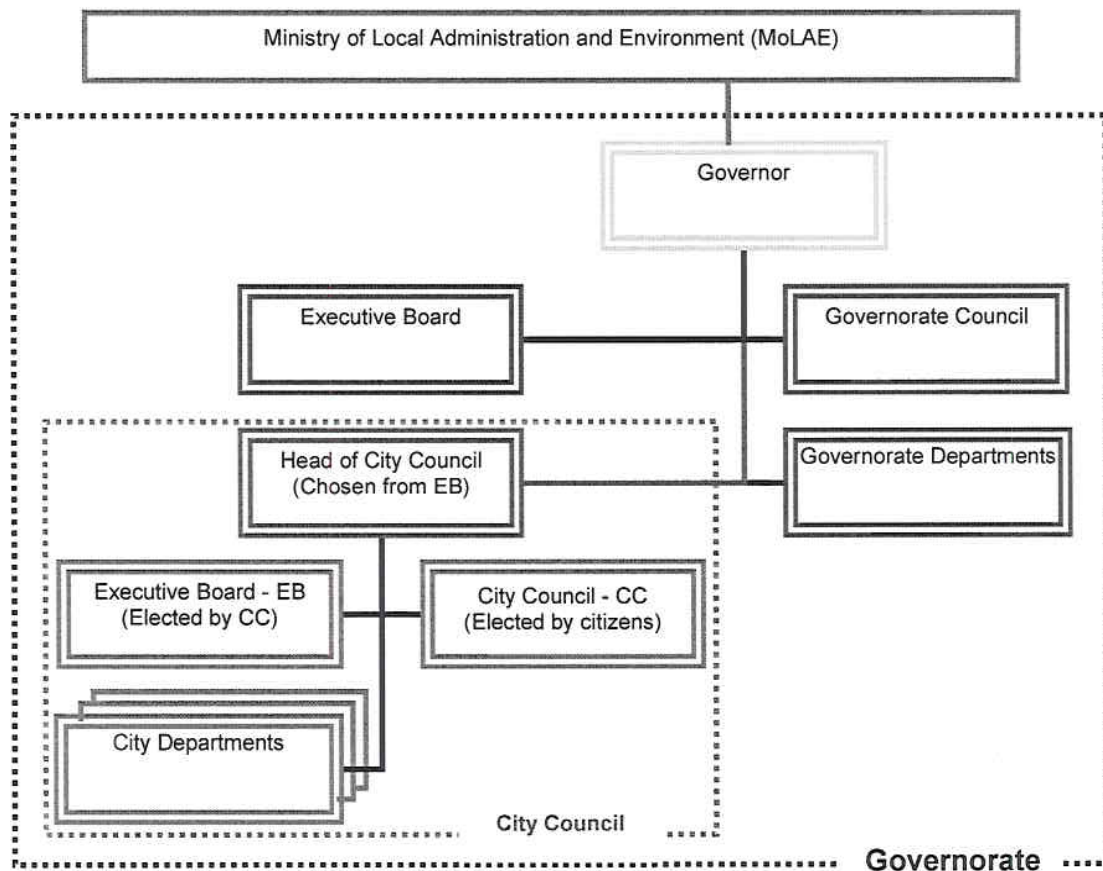 Ministry of Local Administration and Environment (MoLAE)
Governor
Executive Board
Governorate Council
Head of City Council
(Chosen from EB)
Governorate Departments
Executive Board - EB
(Elected by CC)
City Council - CC
(Elected by citizens)
City Departments
City Council
Governorate